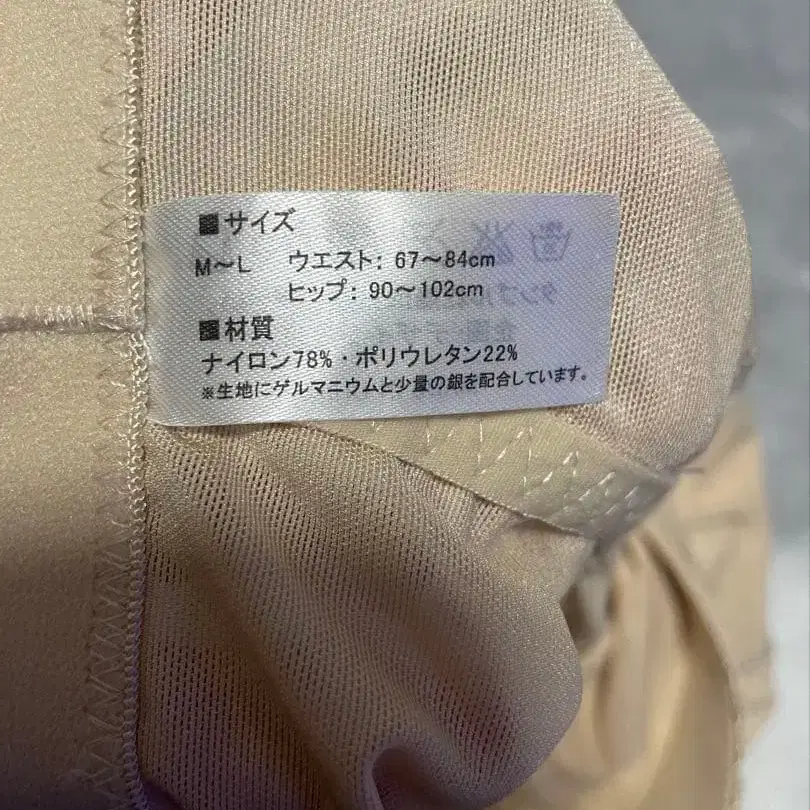 ■サイズ
M～L ウエスト：67～84cm
ヒップ：90～102cm
■材質
ナイロン78%・ポリウレタン22%
※生地にゲルマニウムと少量の銀を配合しています。